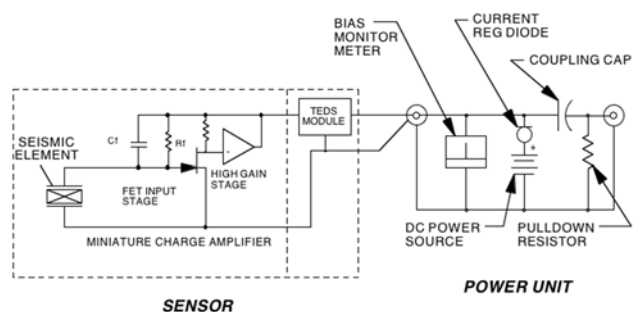 BIAS
MONITOR
METER
CURRENT
REG DIODE
COUPLING CAP
TEDS
MODULE
SEISMIC
ELEMENT
Cf
Rf
-
+
HIGH GAIN
STAGE
FET INPUT
STAGE
DC POWER
SOURCE
PULLDOWN
RESISTOR
MINIATURE CHARGE AMPLIFIER
SENSOR
POWER UNIT